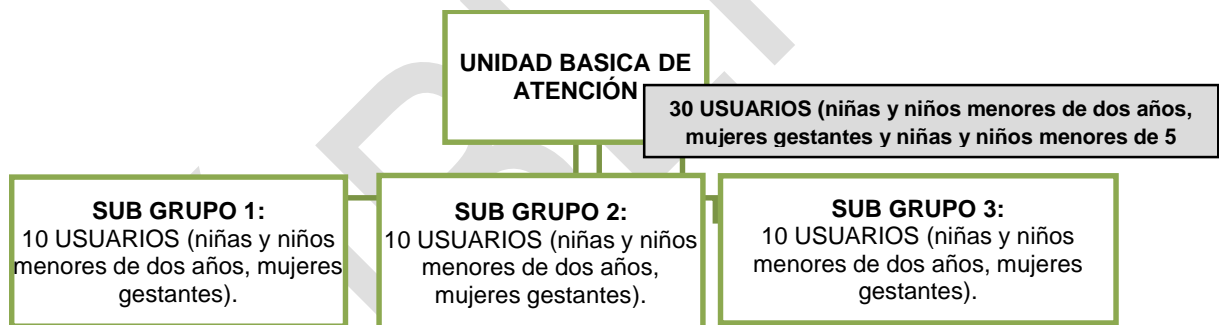 UNIDAD BASICA DE
ATENCIÓN
30 USUARIOS (niñas y niños menores de dos años,
mujeres gestantes y niñas y niños menores de 5
SUB GRUPO 1:
10 USUARIOS (niñas y niños
menores de dos años, mujeres
gestantes).
SUB GRUPO 2:
10 USUARIOS (niñas y niños
menores de dos años,
mujeres gestantes).
SUB GRUPO 3:
10 USUARIOS (niñas y niños
menores de dos años, mujeres
gestantes).